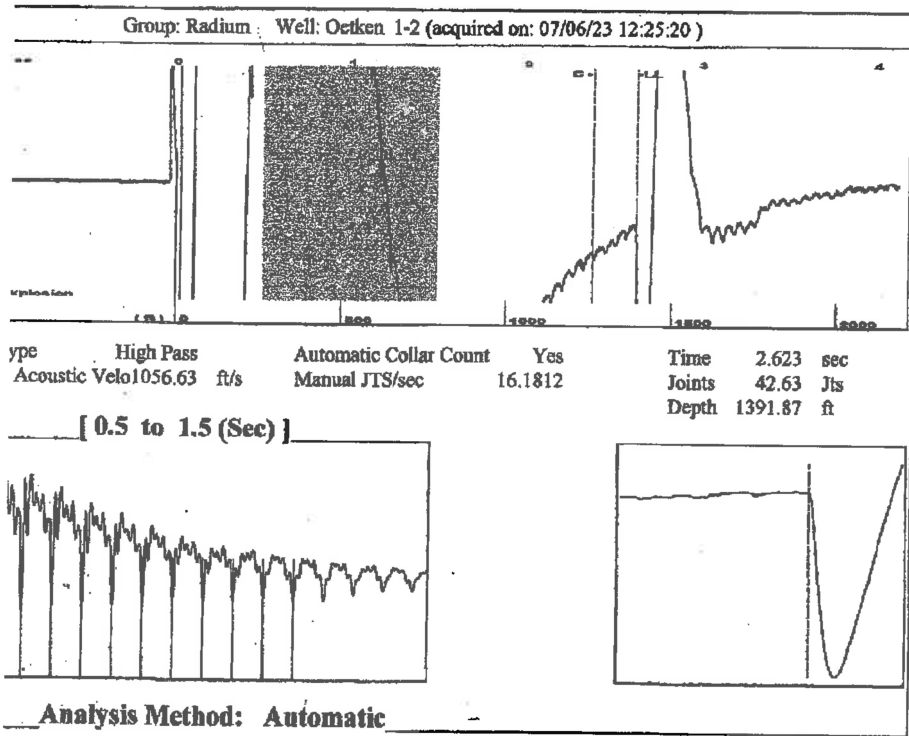 Group: Radium Well: Oetken 1-2 (acquired on: 07/06/23 12:25:20 )
0 1 2 3 4
xplosion
0 500 1000 1500 2000
ype High Pass Automatic Collar Count Yes Time 2.623 sec
Acoustic Velo1056.63 ft/s Manual JTS/sec 16.1812 Joints 42.63 Jts
Depth 1391.87 ft
[ 0.5 to 1.5 (Sec) ]
Analysis Method: Automatic